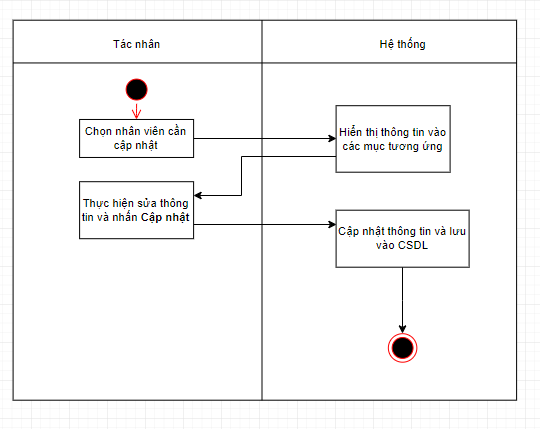 Tác nhân
Hệ thống
Chọn nhân viên cần
cập nhật
Hiển thị thông tin vào
các mục tương ứng
Thực hiện sửa thông
tin và nhấn Cập nhật
Cập nhật thông tin và lưu
vào CSDL